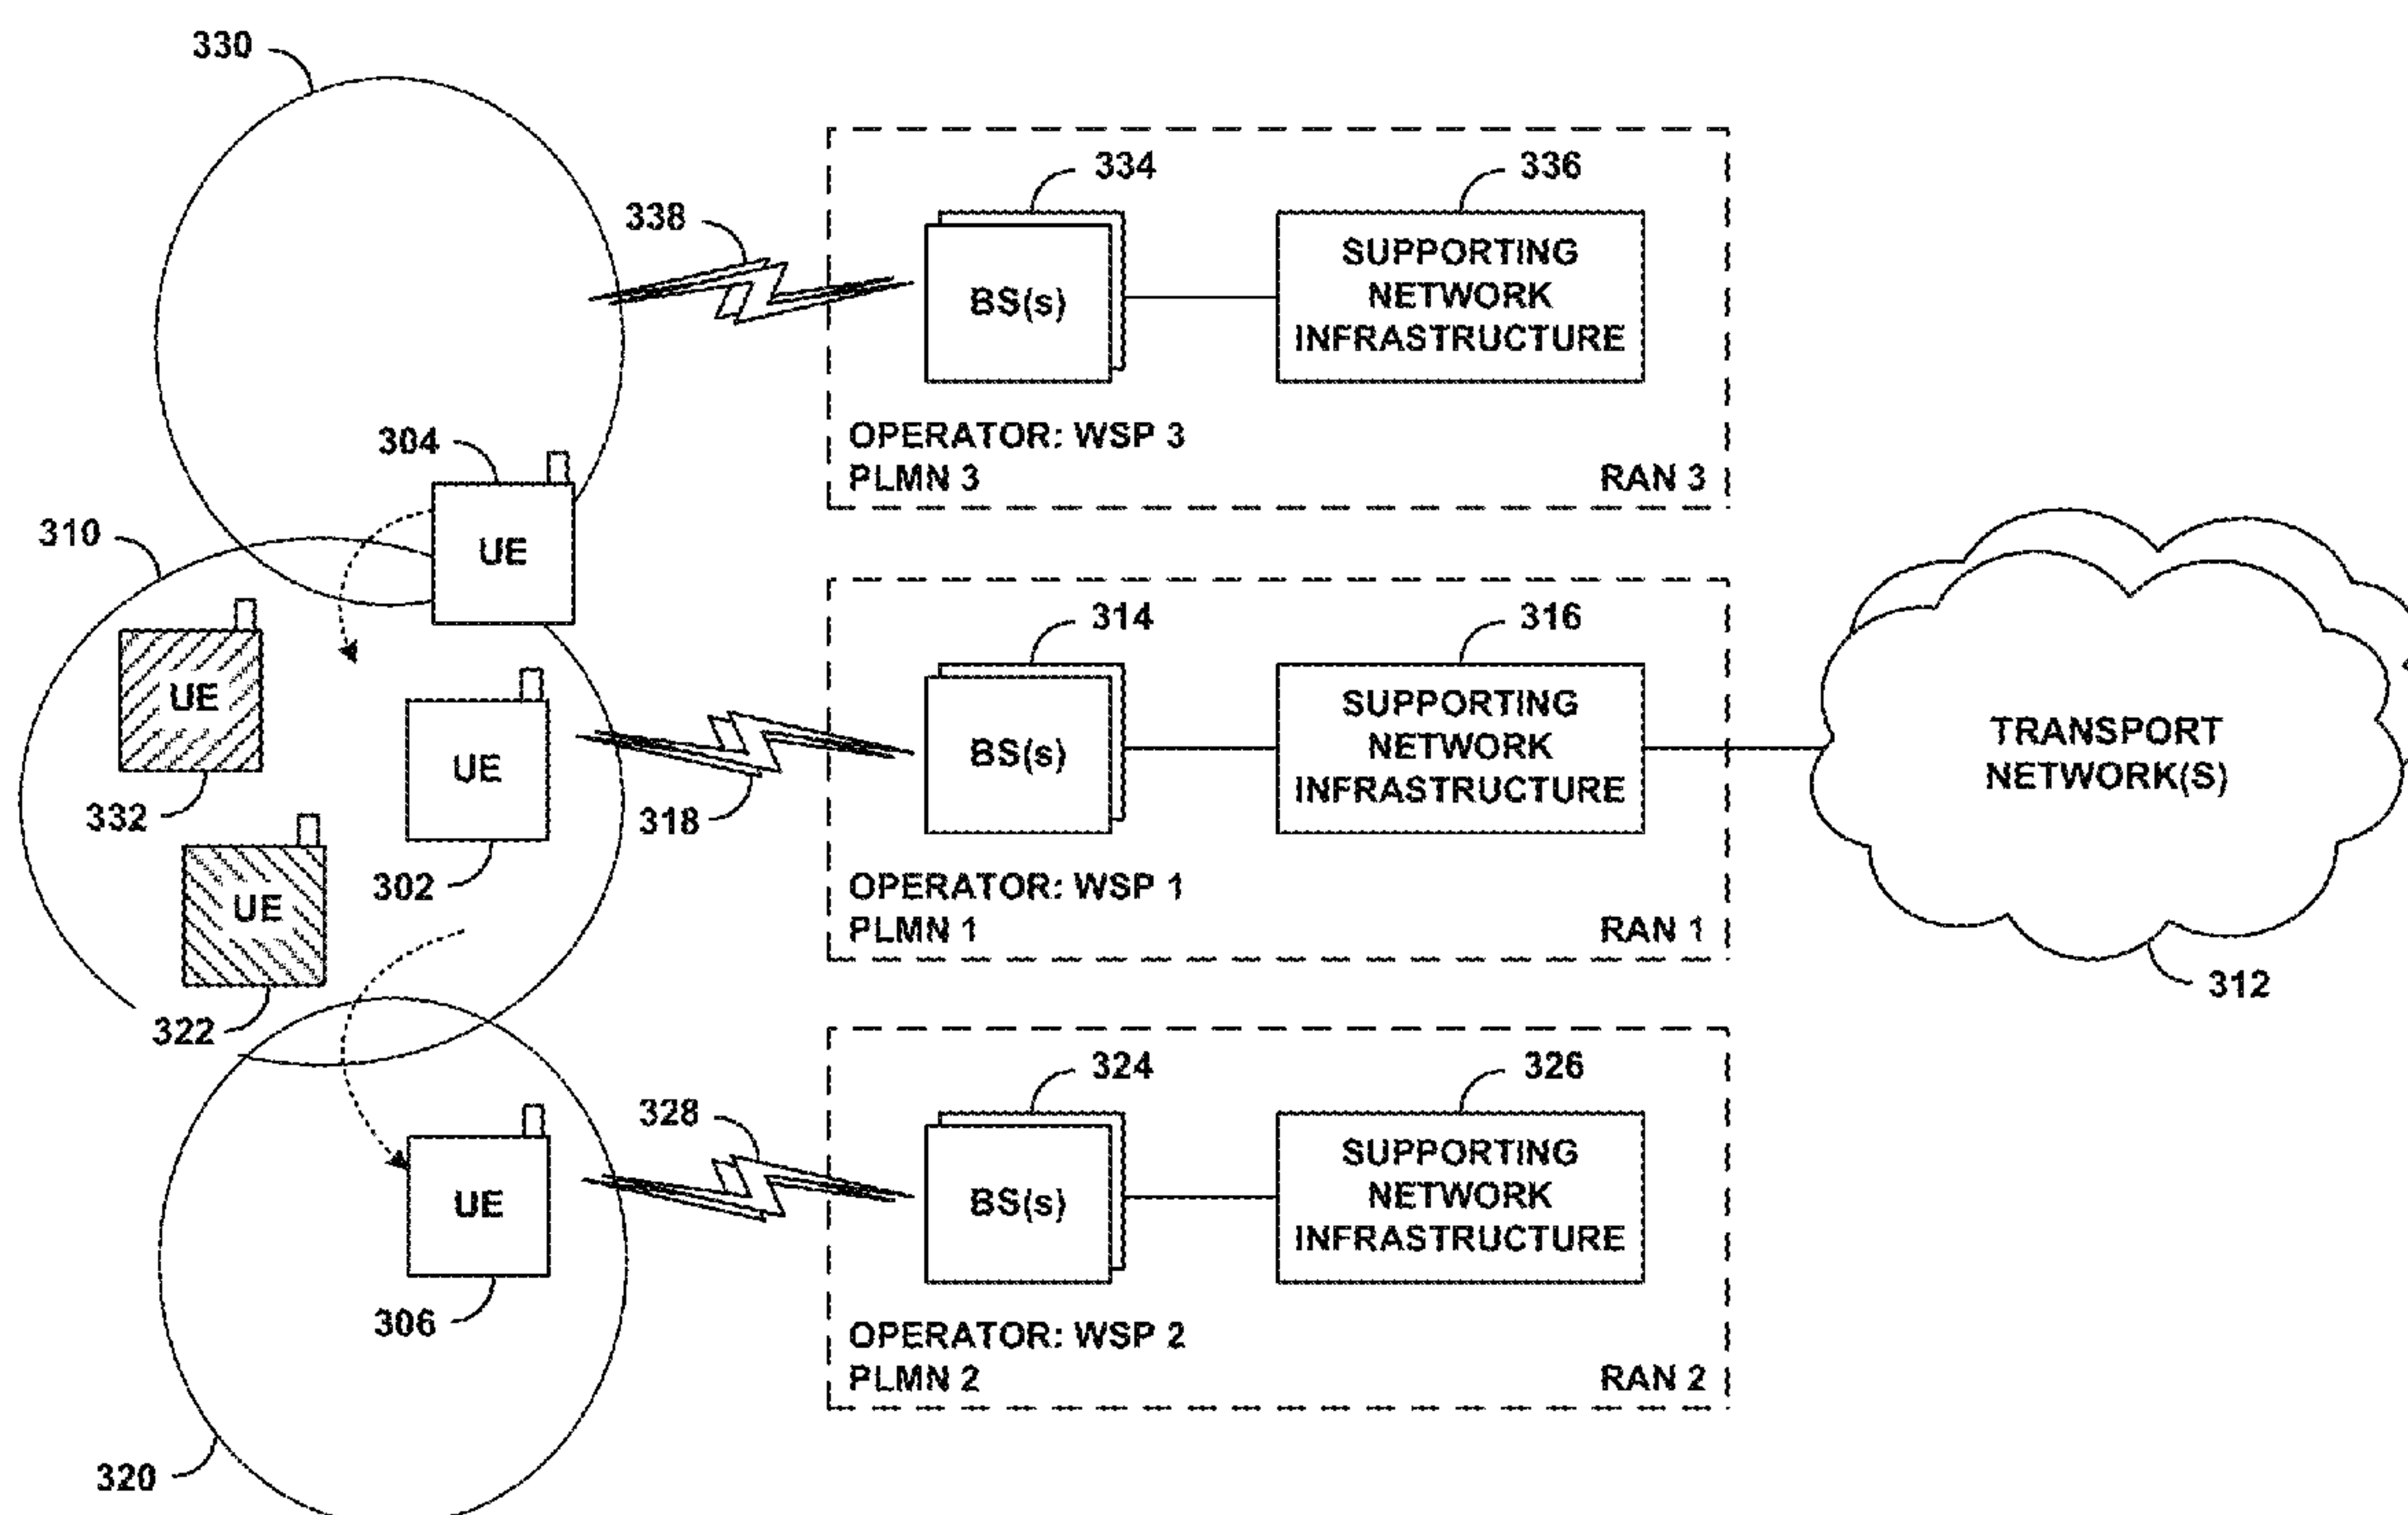 330
334
336
338
SUPPORTING
NETWORK
INFRASTRUCTURE
BS(s)
OPERATOR: WSP 3
PLMN 3
RAN 3
304
UE
310
314
316
UE
332
UE
302
318
SUPPORTING
NETWORK
INFRASTRUCTURE
BS(s)
OPERATOR: WSP 1
PLMN 1
RAN 1
TRANSPORT
NETWORK(S)
312
UE
322
324
326
328
UE
306
SUPPORTING
NETWORK
INFRASTRUCTURE
BS(s)
OPERATOR: WSP 2
PLMN 2
RAN 2
320